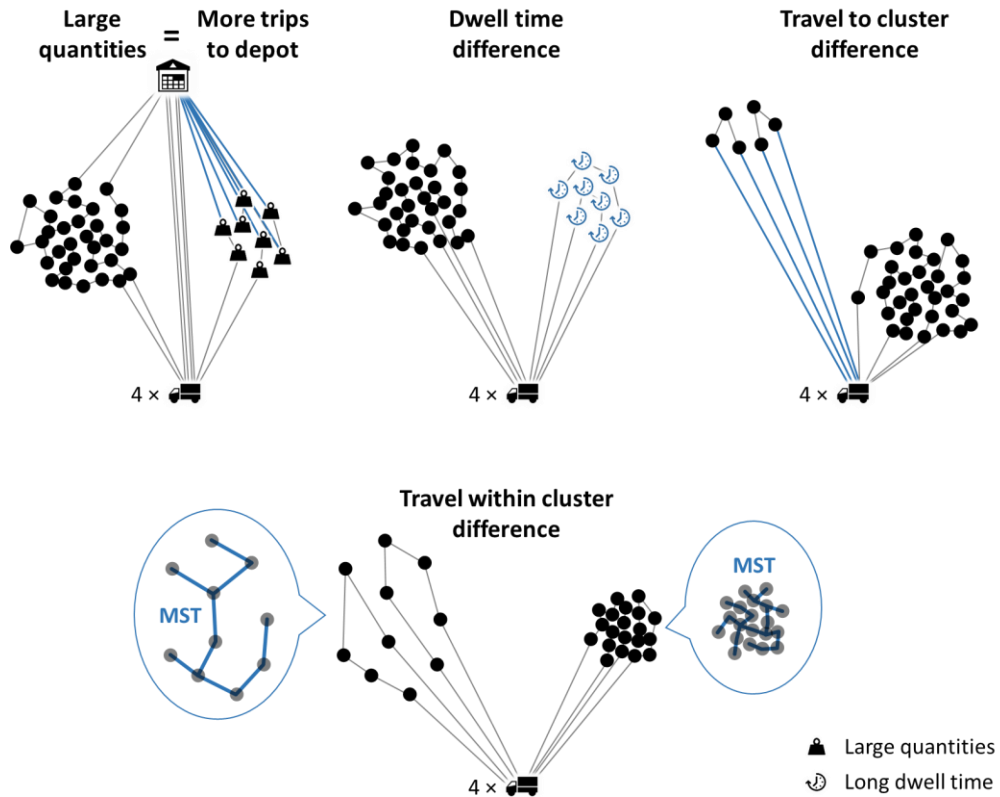 Large quantities = More trips to depot
Dwell time difference
Travel to cluster difference
4 ×
4 ×
4 ×
Travel within cluster difference
MST
MST
4 ×
Large quantities
Long dwell time